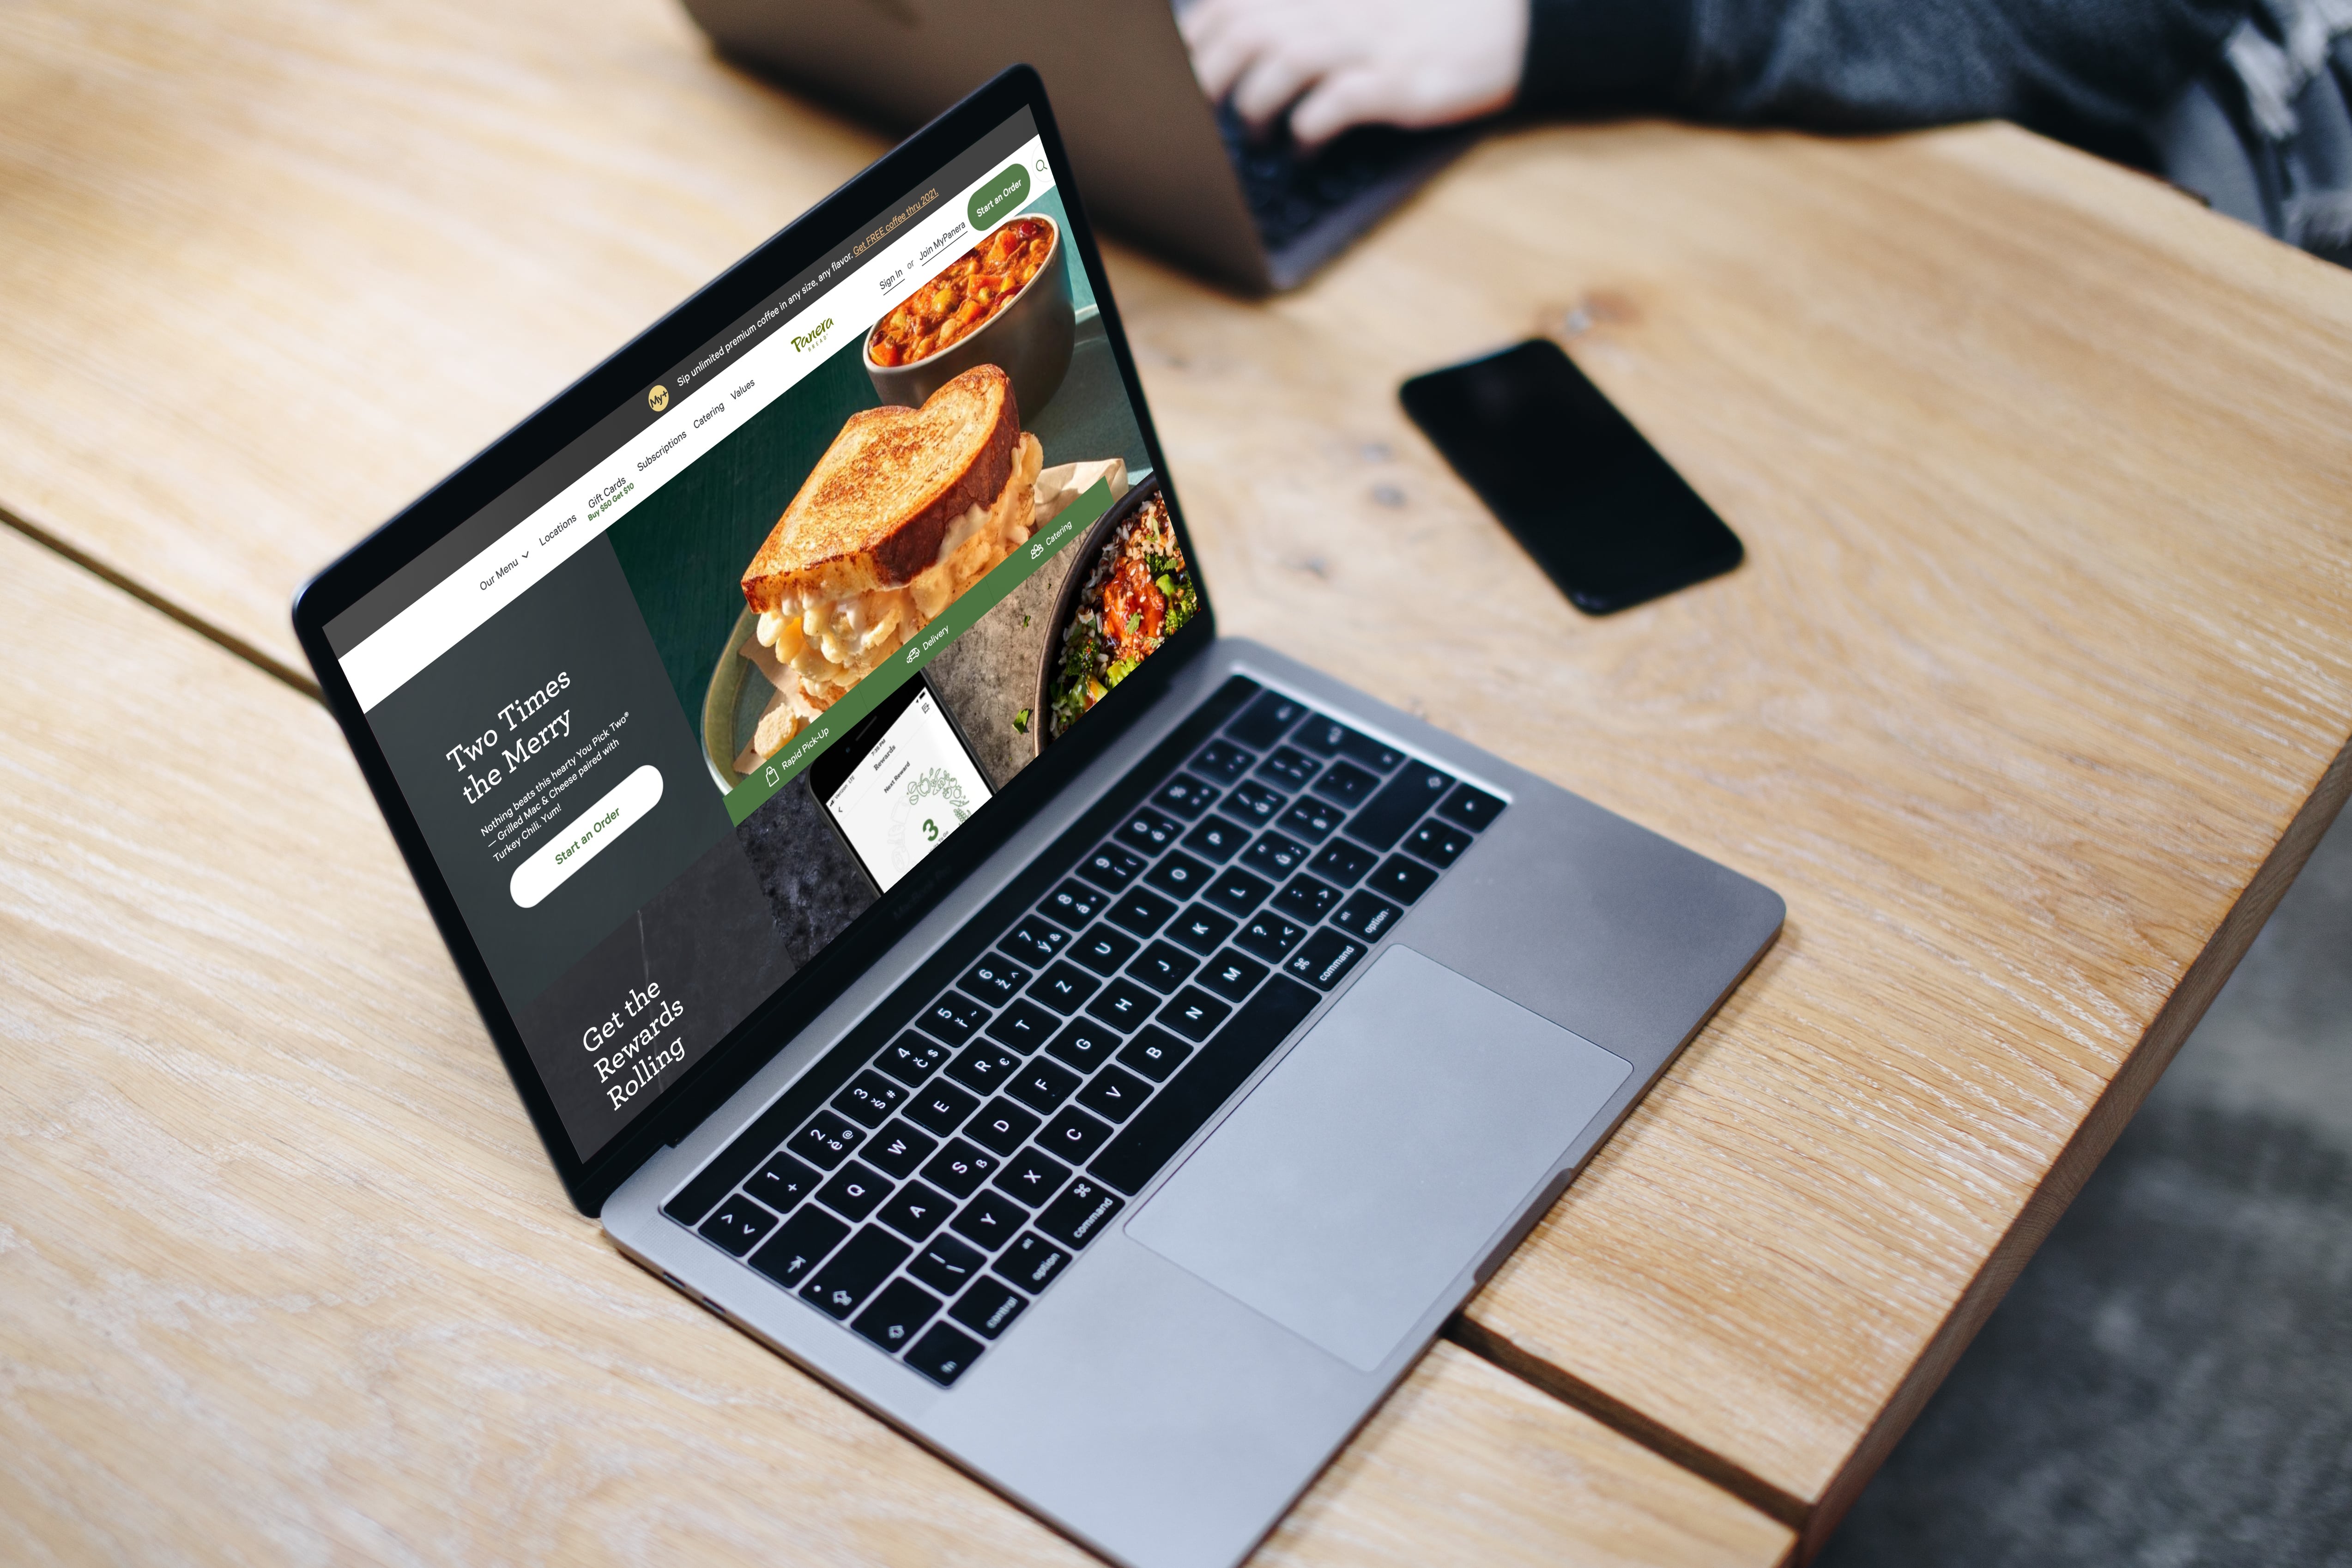 My+ Sip unlimited premium coffee in any size, any flavor. Get FREE coffee thru 2021.
Our Menu Locations Gift Cards Subscriptions Catering Values
Buy $50 Get $10
Panera
BREAD
Sign In or Join MyPanera
Start an Order
Two Times
the Merry
Nothing beats this hearty You Pick Two®
— Grilled Mac & Cheese paired with
Turkey Chili. Yum!
Start an Order
Rapid Pick-Up
Delivery
Catering
Get the
Rewards
Rolling
Rewards
Next Reward
3
> <
1 +
2 ě @
3 š #
4 č $
5 ř ~
6 ž ^
7 ý &
8 á *
9 í (
0 é )
Q W E R € T Z U I O P ú
A S ß D F G H J K L
Y X C V B N M
? , <
: . >
fn control
alt option
⌘ command
⌘ command
alt option